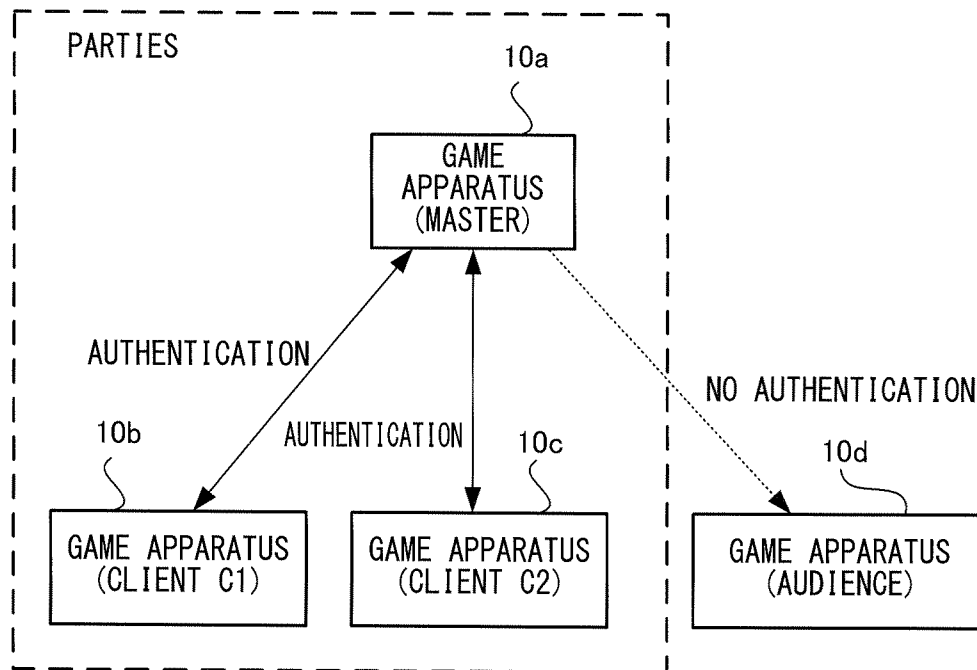 PARTIES
10a
GAME
APPARATUS
(MASTER)
AUTHENTICATION
NO AUTHENTICATION
AUTHENTICATION
10b
10c
10d
GAME APPARATUS
(CLIENT C1)
GAME APPARATUS
(CLIENT C2)
GAME APPARATUS
(AUDIENCE)